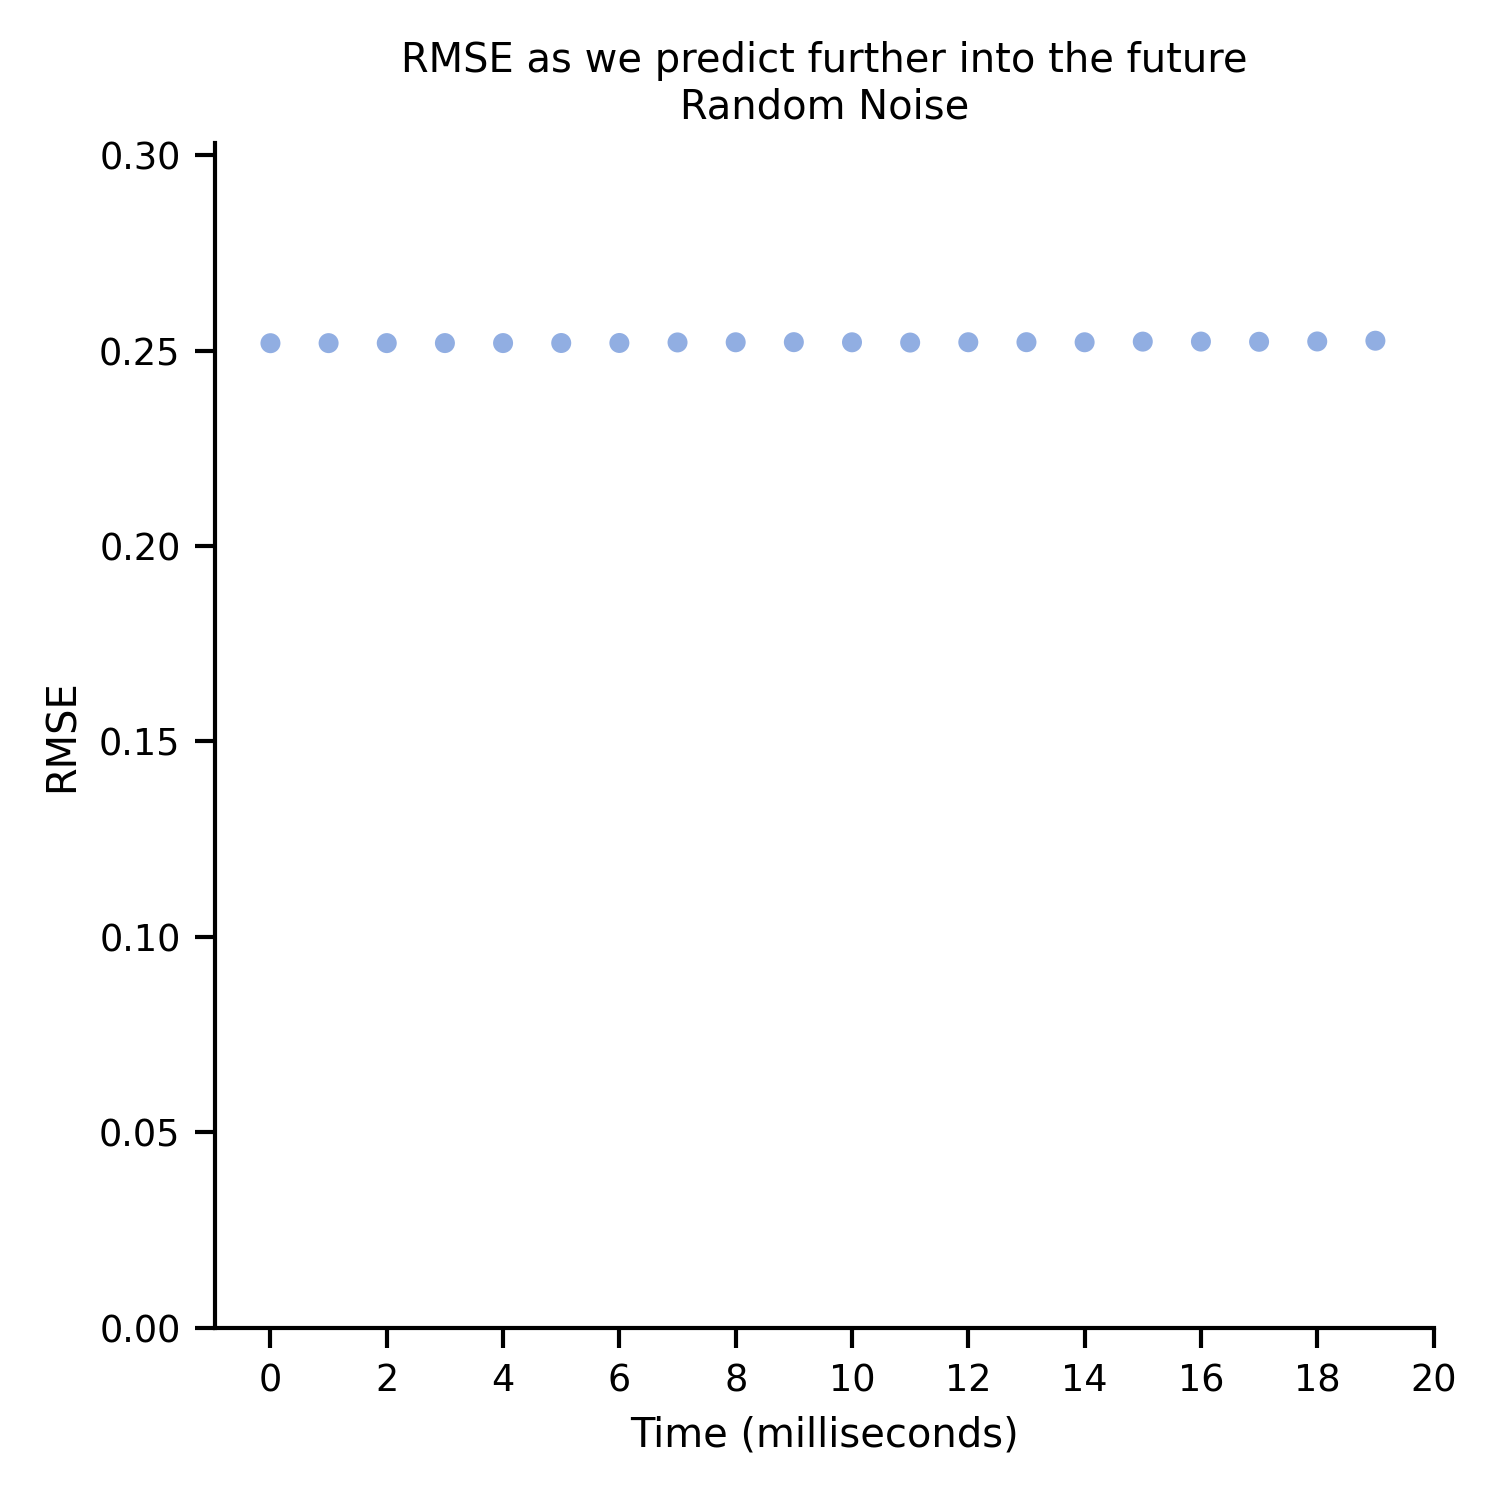 RMSE as we predict further into the future
Random Noise
0.30
0.25
0.20
0.15
0.10
0.05
0.00
RMSE
0 2 4 6 8 10 12 14 16 18 20
Time (milliseconds)